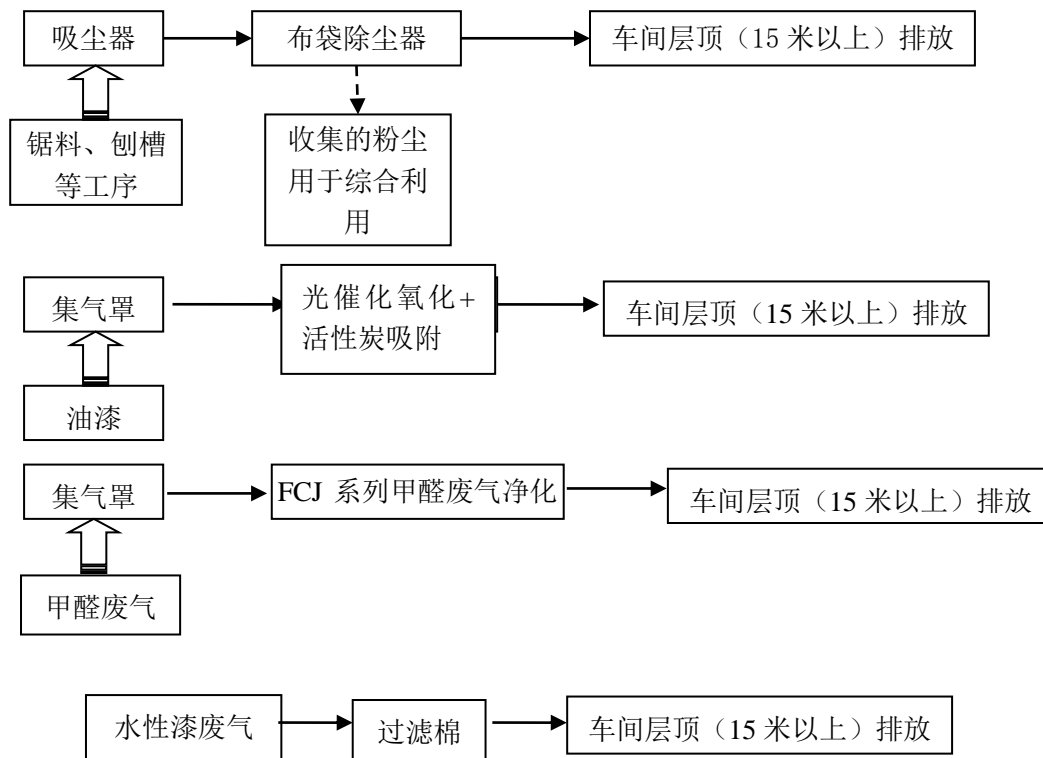 吸尘器
布袋除尘器
车间层顶（15 米以上）排放
锯料、刨槽
等工序
收集的粉尘
用于综合利
用
集气罩
光催化氧化+
活性炭吸附
车间层顶（15 米以上）排放
油漆
集气罩
FCJ 系列甲醛废气净化
车间层顶（15 米以上）排放
甲醛废气
水性漆废气
过滤棉
车间层顶（15 米以上）排放